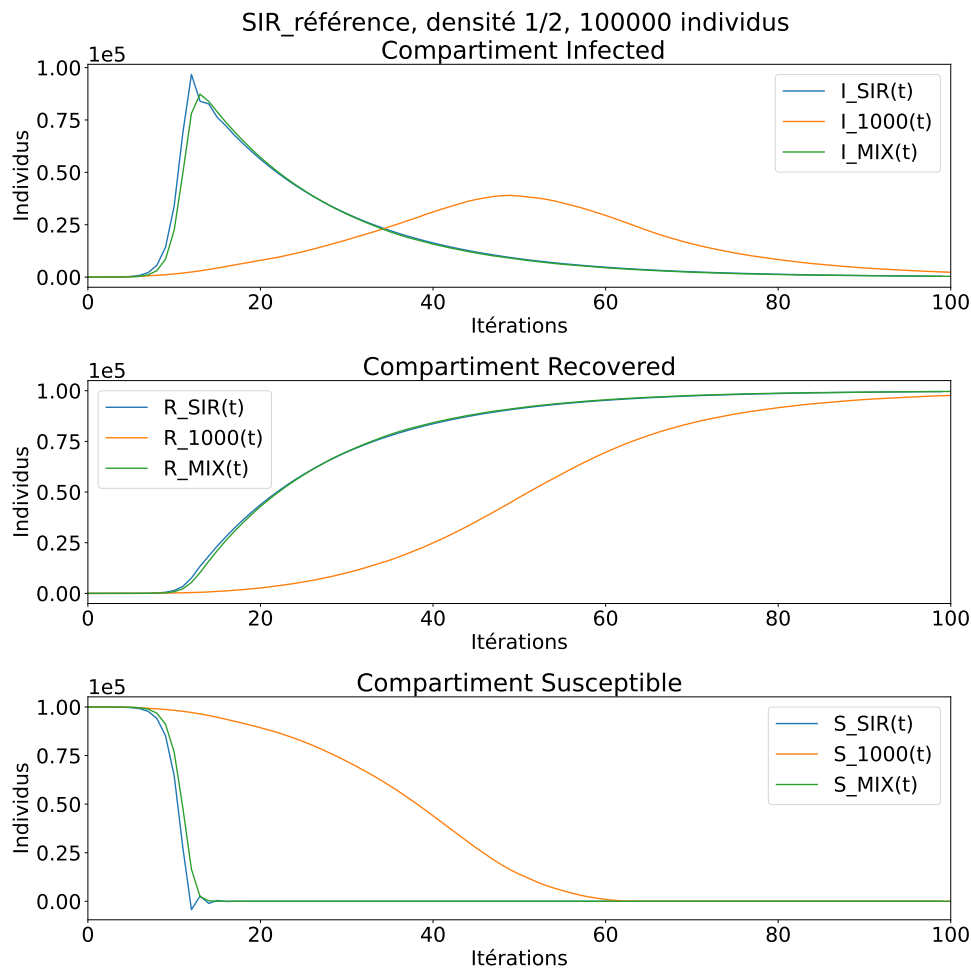 SIR_référence, densité 1/2, 100000 individus
Compartiment Infected
1e5
1.00
0.75
0.50
0.25
0.00
Individus
I_SIR(t)
I_1000(t)
I_MIX(t)
0 20 40 60 80 100
Itérations
Compartiment Recovered
1e5
1.00
0.75
0.50
0.25
0.00
Individus
R_SIR(t)
R_1000(t)
R_MIX(t)
0 20 40 60 80 100
Itérations
Compartiment Susceptible
1e5
1.00
0.75
0.50
0.25
0.00
Individus
S_SIR(t)
S_1000(t)
S_MIX(t)
0 20 40 60 80 100
Itérations